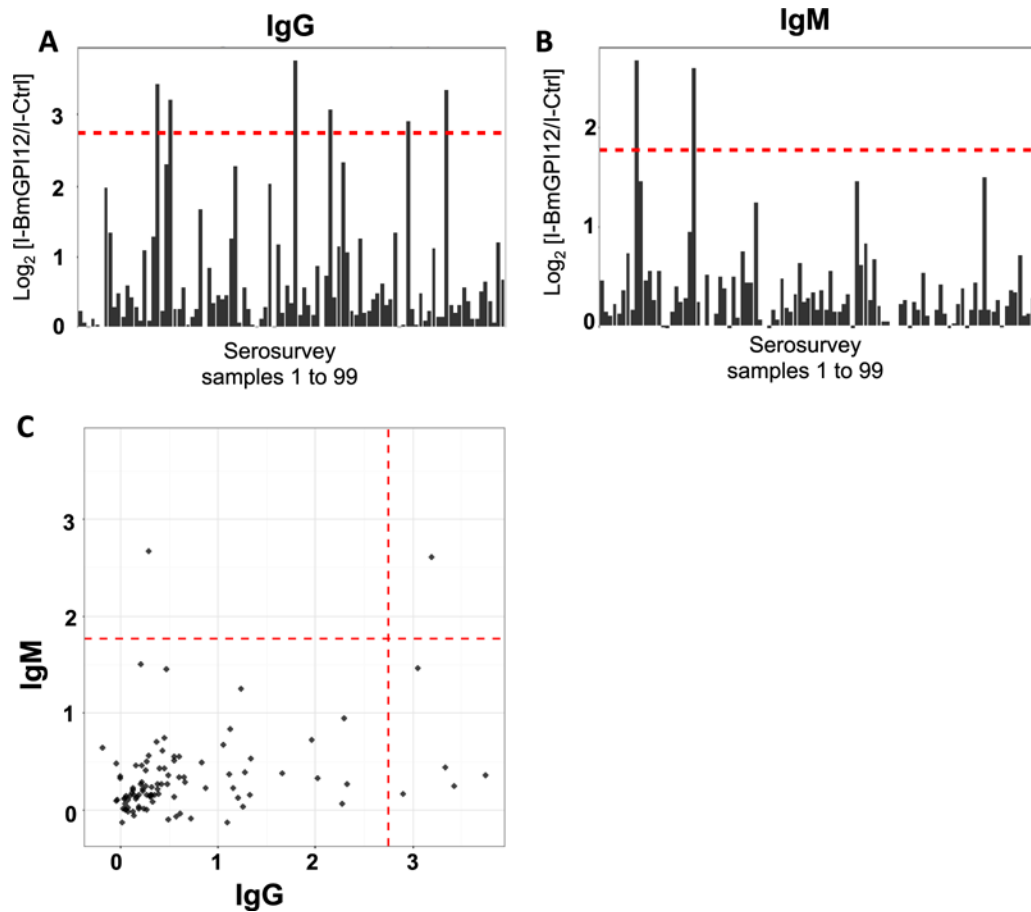 A
IgG
Log2 [I-BmGPI12/I-Ctrl]
3
2
1
0
Serosurvey
samples 1 to 99
B
IgM
Log2 [I-BmGPI12/I-Ctrl]
2
1
0
Serosurvey
samples 1 to 99
C
IgM
3
2
1
0
0 1 2 3
IgG